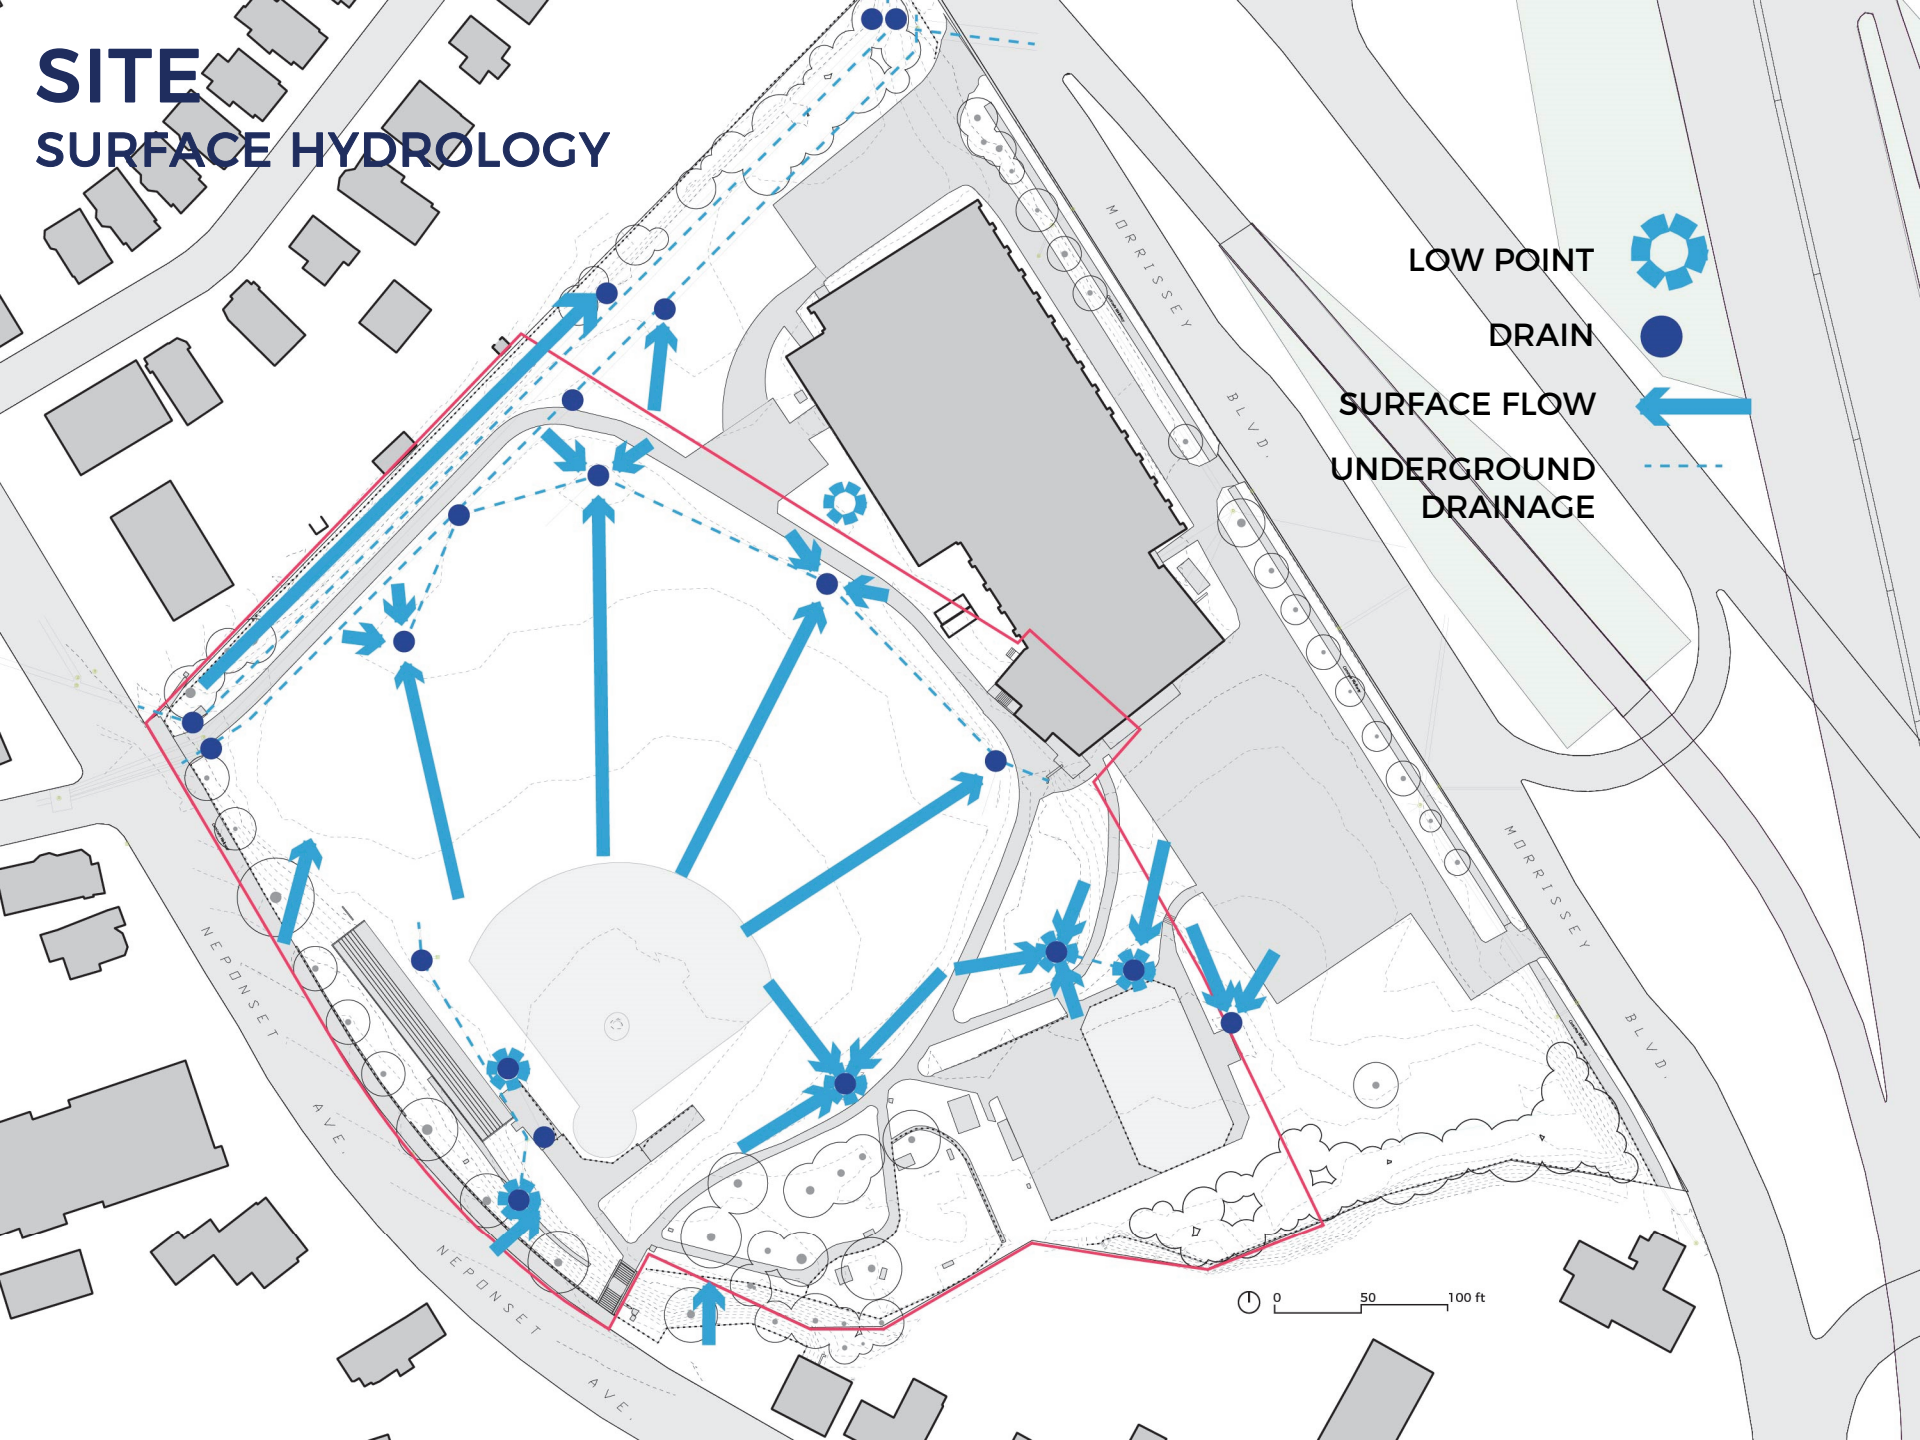 SITE
SURFACE HYDROLOGY
MORRISSEY
BLVD.
LOW POINT
DRAIN
SURFACE FLOW
UNDERGROUND
DRAINAGE
MORRISSEY
BLVD.
NEPONSET
AVE.
NEPONSET
AVE.
0 50 100 ft